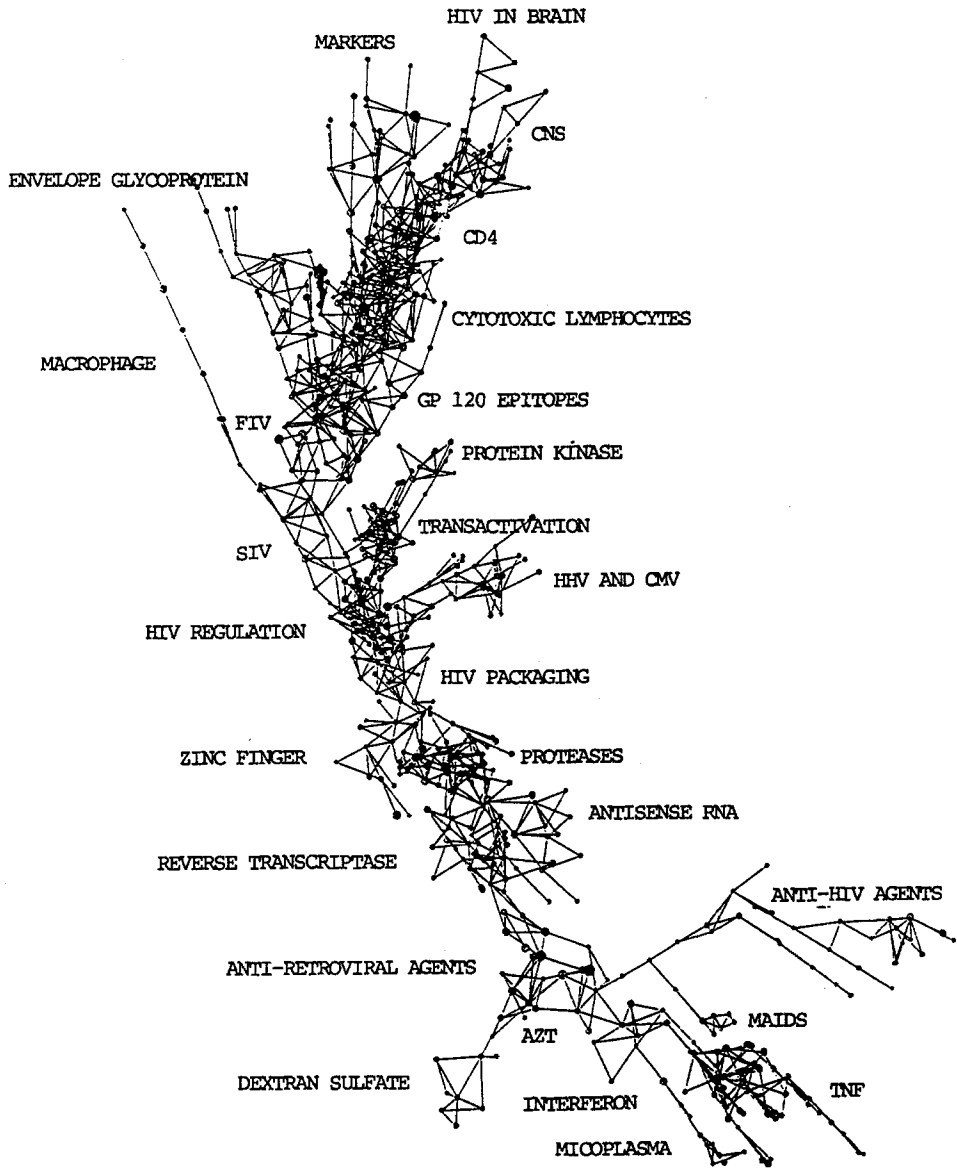 HIV IN BRAIN
MARKERS
CNS
ENVELOPE GLYCOPROTEIN
CD4
CYTOTOXIC LYMPHOCYTES
MACROPHAGE
GP 120 EPITOPES
FIV
PROTEIN KINASE
TRANSACTIVATION
SIV
HHV AND CMV
HIV REGULATION
HIV PACKAGING
ZINC FINGER
PROTEASES
ANTISENSE RNA
REVERSE TRANSCRIPTASE
ANTI-HIV AGENTS
ANTI-RETROVIRAL AGENTS
MAIDS
AZT
DEXTRAN SULFATE
TNF
INTERFERON
MICOPLASMA